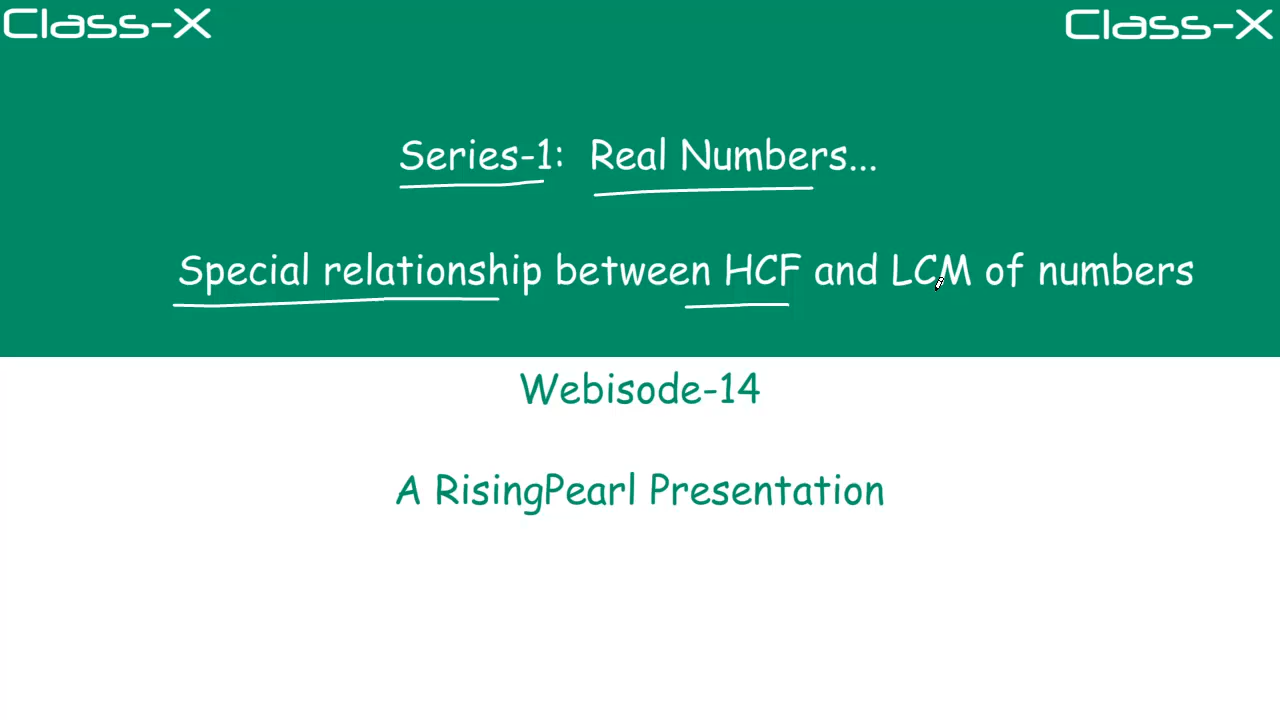 Class-X Class-X
Series-1: Real Numbers...
Special relationship between HCF and LCM of numbers
Webisode-14
A RisingPearl Presentation